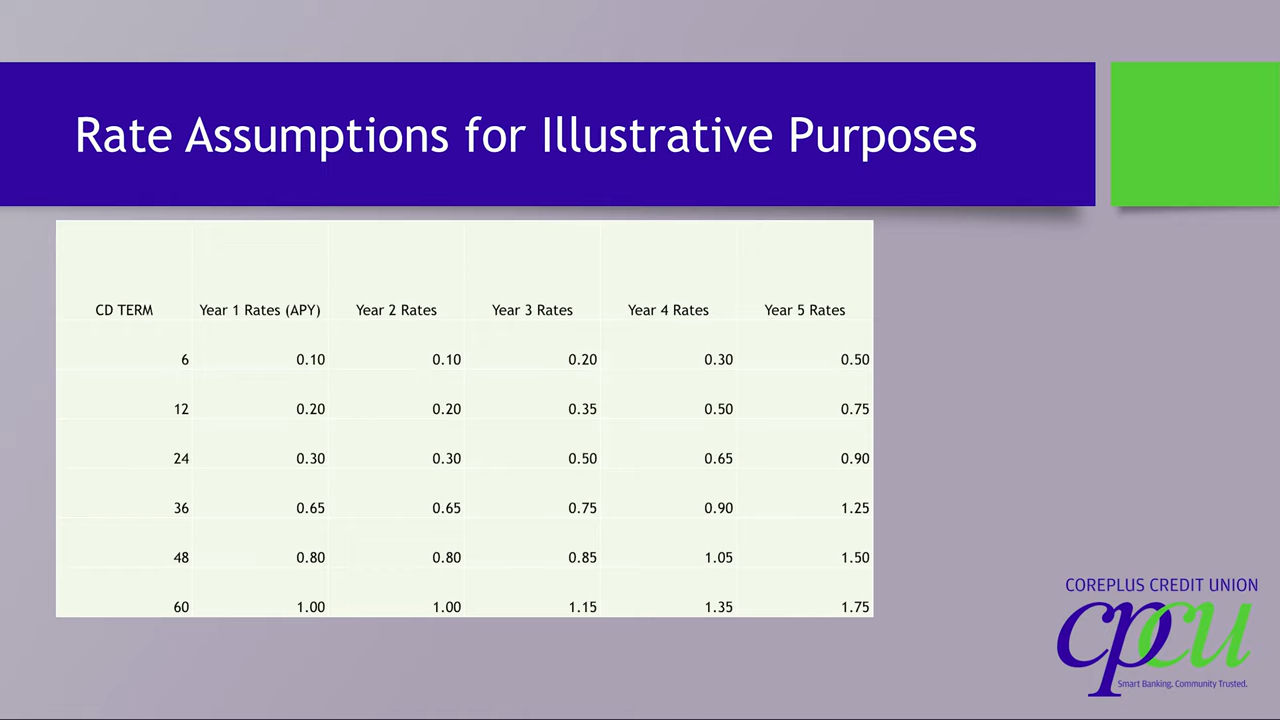 Rate Assumptions for Illustrative Purposes
CD TERM Year 1 Rates (APY) Year 2 Rates Year 3 Rates Year 4 Rates Year 5 Rates
6 0.10 0.10 0.20 0.30 0.50
12 0.20 0.20 0.35 0.50 0.75
24 0.30 0.30 0.50 0.65 0.90
36 0.65 0.65 0.75 0.90 1.25
48 0.80 0.80 0.85 1.05 1.50
60 1.00 1.00 1.15 1.35 1.75
COREPLUS CREDIT UNION
cpcu
Smart Banking. Community Trusted.